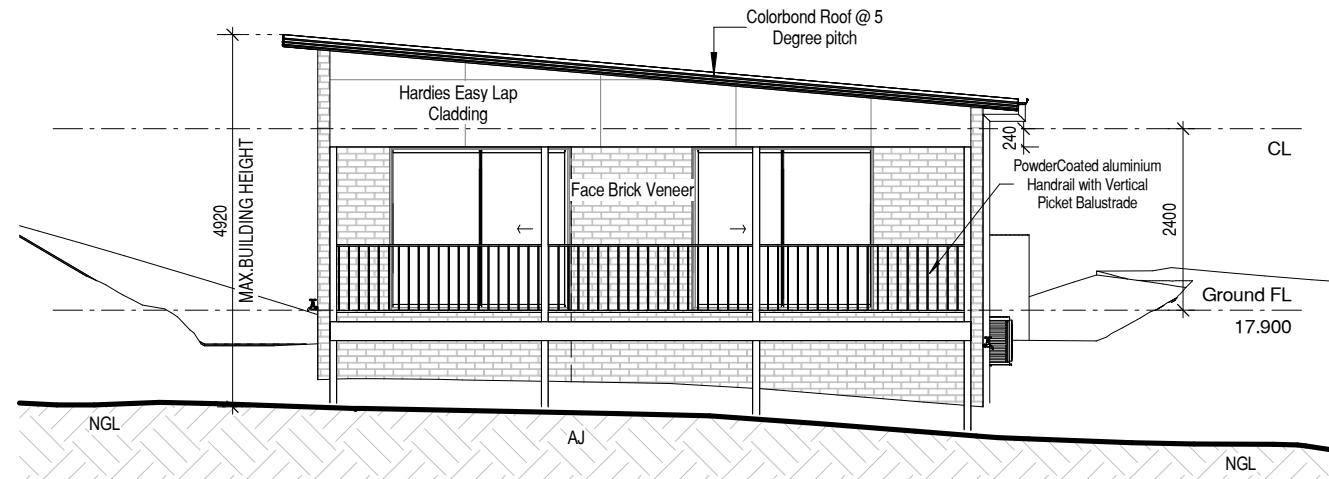 Colorbond Roof @ 5
Degree pitch
Hardies Easy Lap
Cladding
240
CL
PowderCoated aluminium
Handrail with Vertical
Picket Balustrade
Face Brick Veneer
4920
MAX.BUILDING HEIGHT
2400
Ground FL
17.900
NGL
AJ
NGL